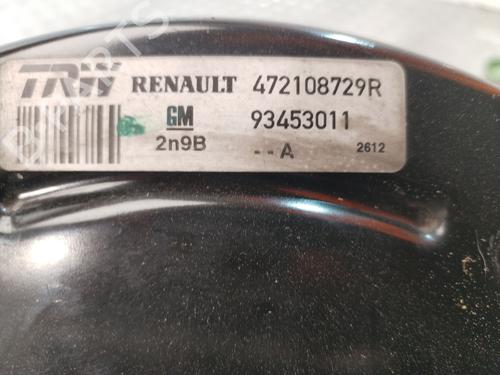 TRW RENAULT 472108729R
GM 93453011
2n9B --A 2612